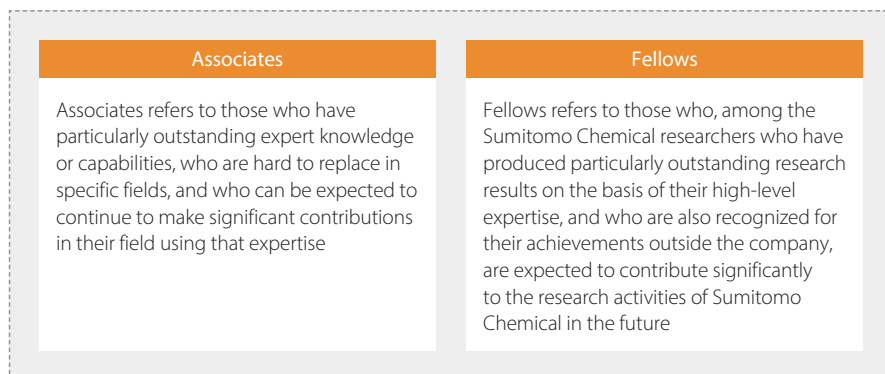 Associates
Associates refers to those who have
particularly outstanding expert knowledge
or capabilities, who are hard to replace in
specific fields, and who can be expected to
continue to make significant contributions
in their field using that expertise
Fellows
Fellows refers to those who, among the
Sumitomo Chemical researchers who have
produced particularly outstanding research
results on the basis of their high-level
expertise, and who are also recognized for
their achievements outside the company,
are expected to contribute significantly
to the research activities of Sumitomo
Chemical in the future